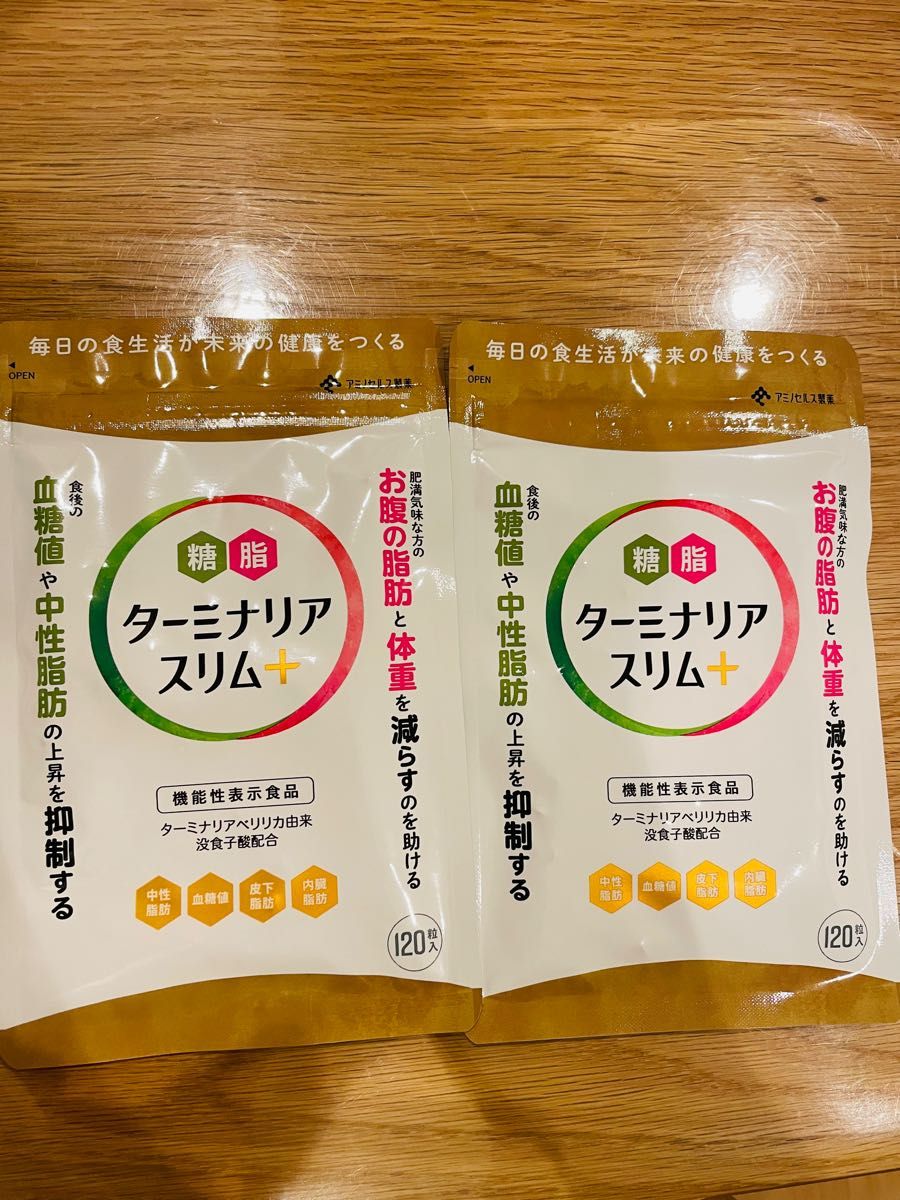 毎日の食生活が未来の健康をつくる
OPEN
アミノセルス製薬
肥満気味な方の
お腹の脂肪と体重を減らすのを助ける
糖 脂
ターミナリア
スリム+
食後の
血糖値や中性脂肪の上昇を抑制する
機能性表示食品
ターミナリアベリリカ由来
没食子酸配合
中性
脂肪
血糖値
皮下
脂肪
内臓
脂肪
120粒入
毎日の食生活が未来の健康をつくる
OPEN
アミノセルス製薬
肥満気味な方の
お腹の脂肪と体重を減らすのを助ける
糖 脂
ターミナリア
スリム+
食後の
血糖値や中性脂肪の上昇を抑制する
機能性表示食品
ターミナリアベリリカ由来
没食子酸配合
中性
脂肪
血糖値
皮下
脂肪
内臓
脂肪
120粒入